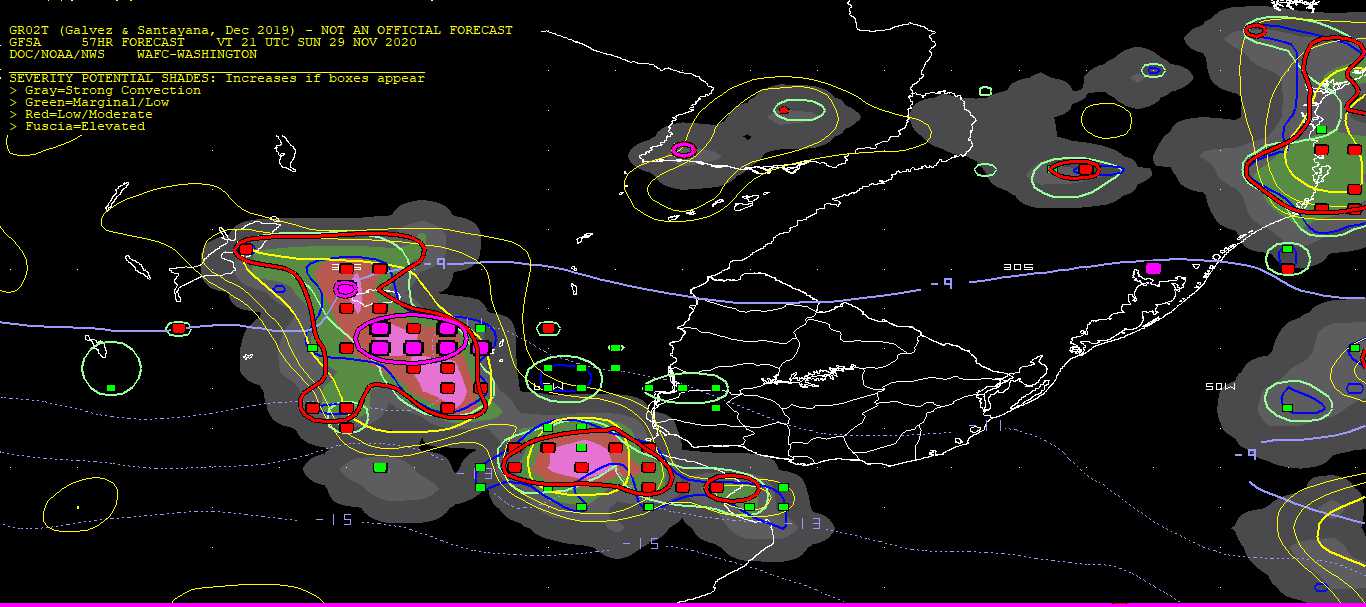 GR02T (Galvez & Santayana, Dec 2019) - NOT AN OFFICIAL FORECAST
GFSA 57HR FORECAST VT 21 UTC SUN 29 NOV 2020
DOC/NOAA/NWS WAFC-WASHINGTON
SEVERITY POTENTIAL SHADES: Increases if boxes appear
> Gray=Strong Convection
> Green=Marginal/Low
> Red=Low/Moderate
> Fuscia=Elevated
-9
30S
-9
50W
-9
-13
-15
-13
-15